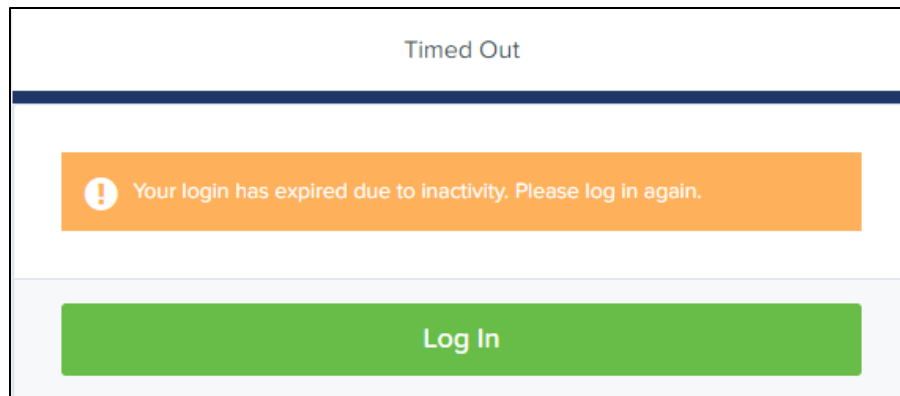 Timed Out
Your login has expired due to inactivity. Please log in again.
Log In